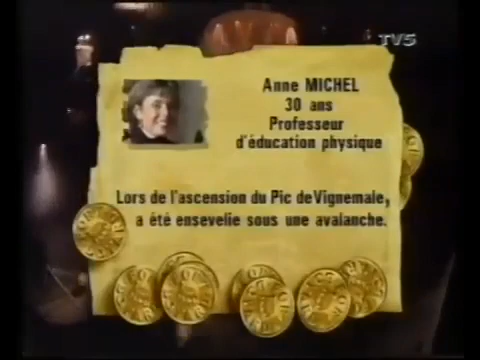 TV5
Anne MICHEL
30 ans
Professeur
d'éducation physique
Lors de l'ascension du Pic de Vignemale,
a été ensevelie sous une avalanche.